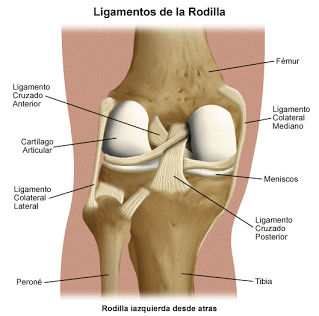 Ligamentos de la Rodilla
Fémur
Ligamento
Cruzado
Anterior
Ligamento
Colateral
Mediano
Cartílago
Articular
Meniscos
Ligamento
Colateral
Lateral
Ligamento
Cruzado
Posterior
Peroné
Tibia
Rodilla iazquierda desde atras